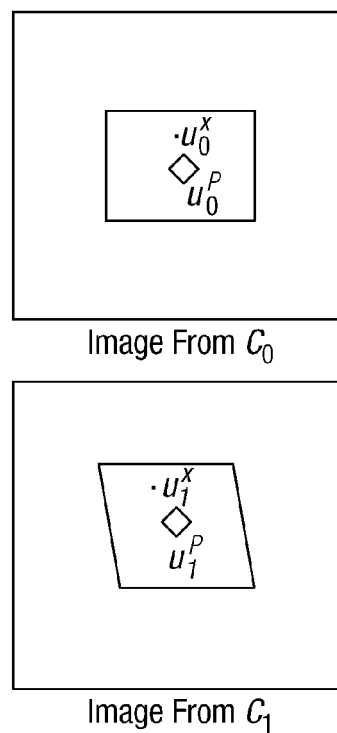 ·u₀ˣ
u₀ᴾ
Image From C₀
·u₁ˣ
u₁ᴾ
Image From C₁